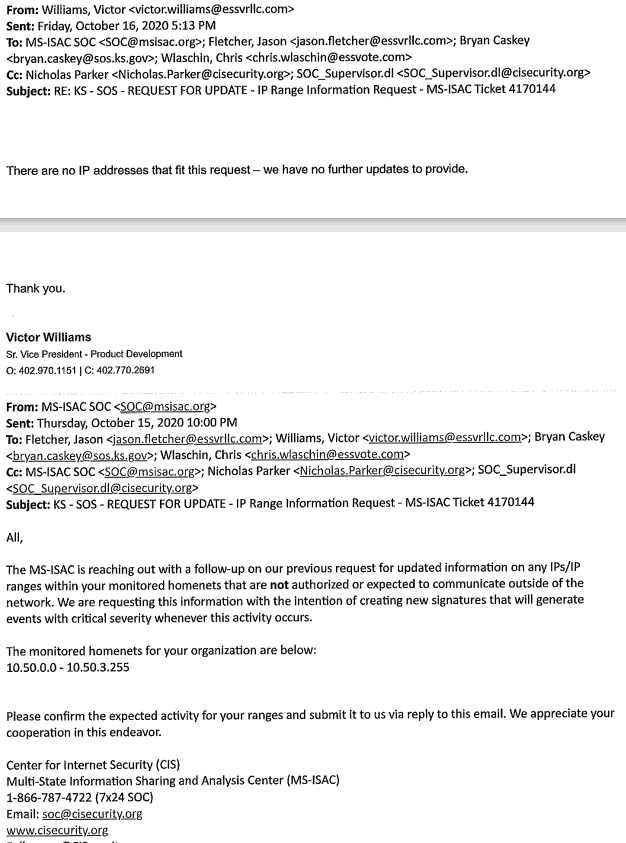 From: Williams, Victor <victor.williams@essvrllc.com>
Sent: Friday, October 16, 2020 5:13 PM
To: MS-ISAC SOC <SOC@msisac.org>; Fletcher, Jason <jason.fletcher@essvrllc.com>; Bryan Caskey
<bryan.caskey@sos.ks.gov>; Wlaschin, Chris <chris.wlaschin@essvote.com>
Cc: Nicholas Parker <Nicholas.Parker@cisecurity.org>; SOC_Supervisor.dl <SOC_Supervisor.dl@cisecurity.org>
Subject: RE: KS - SOS - REQUEST FOR UPDATE - IP Range Information Request - MS-ISAC Ticket 4170144
There are no IP addresses that fit this request – we have no further updates to provide.
Thank you.
Victor Williams
Sr. Vice President - Product Development
O: 402.970.1151 | C: 402.770.2691
From: MS-ISAC SOC <SOC@msisac.org>
Sent: Thursday, October 15, 2020 10:00 PM
To: Fletcher, Jason <jason.fletcher@essvrllc.com>; Williams, Victor <victor.williams@essvrllc.com>; Bryan Caskey
<bryan.caskey@sos.ks.gov>; Wlaschin, Chris <chris.wlaschin@essvote.com>
Cc: MS-ISAC SOC <SOC@msisac.org>; Nicholas Parker <Nicholas.Parker@cisecurity.org>; SOC_Supervisor.dl
<SOC_Supervisor.dl@cisecurity.org>
Subject: KS - SOS - REQUEST FOR UPDATE - IP Range Information Request - MS-ISAC Ticket 4170144
All,
The MS-ISAC is reaching out with a follow-up on our previous request for updated information on any IPs/IP
ranges within your monitored homenets that are not authorized or expected to communicate outside of the
network. We are requesting this information with the intention of creating new signatures that will generate
events with critical severity whenever this activity occurs.
The monitored homenets for your organization are below:
10.50.0.0 - 10.50.3.255
Please confirm the expected activity for your ranges and submit it to us via reply to this email. We appreciate your
cooperation in this endeavor.
Center for Internet Security (CIS)
Multi-State Information Sharing and Analysis Center (MS-ISAC)
1-866-787-4722 (7x24 SOC)
Email: soc@cisecurity.org
www.cisecurity.org